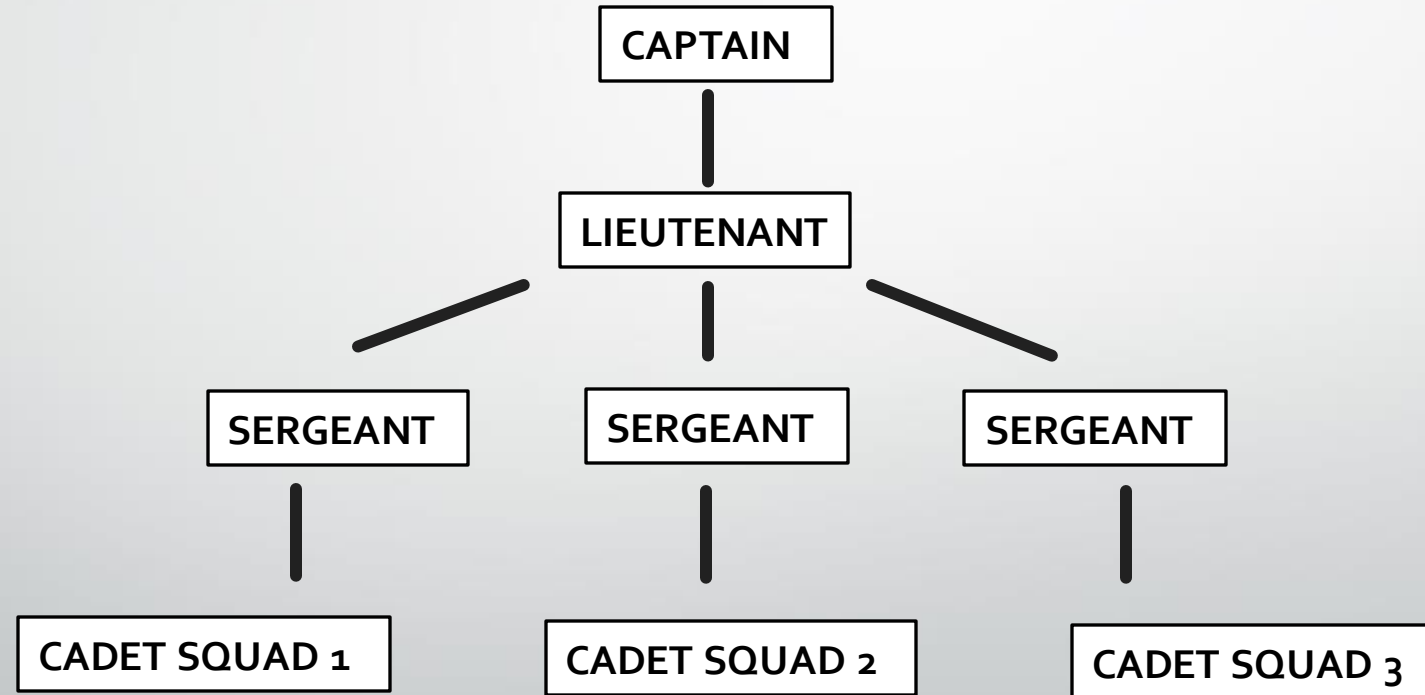 CAPTAIN
LIEUTENANT
SERGEANT
SERGEANT
SERGEANT
CADET SQUAD 1
CADET SQUAD 2
CADET SQUAD 3